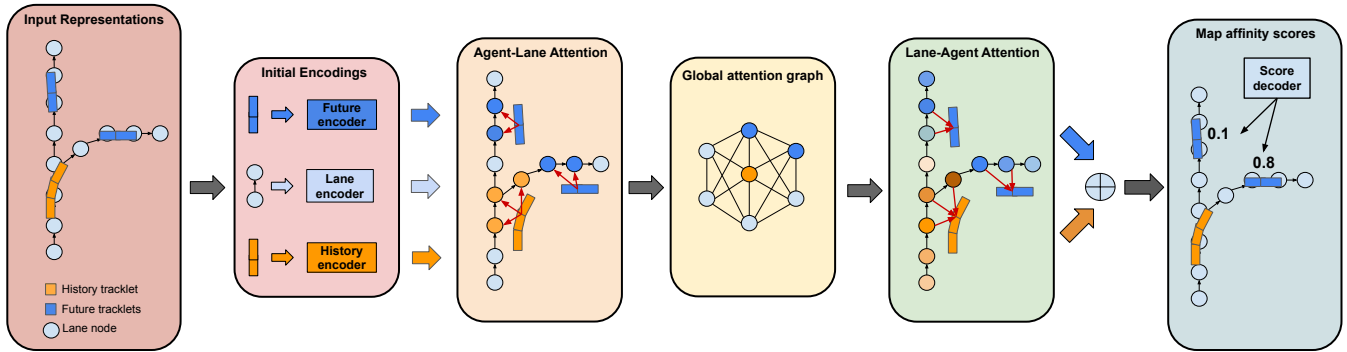 Input Representations
History tracklet
Future tracklets
Lane node
Initial Encodings
Future
encoder
Lane
encoder
History
encoder
Agent-Lane Attention
Global attention graph
Lane-Agent Attention
Map affinity scores
Score
decoder
0.1
0.8